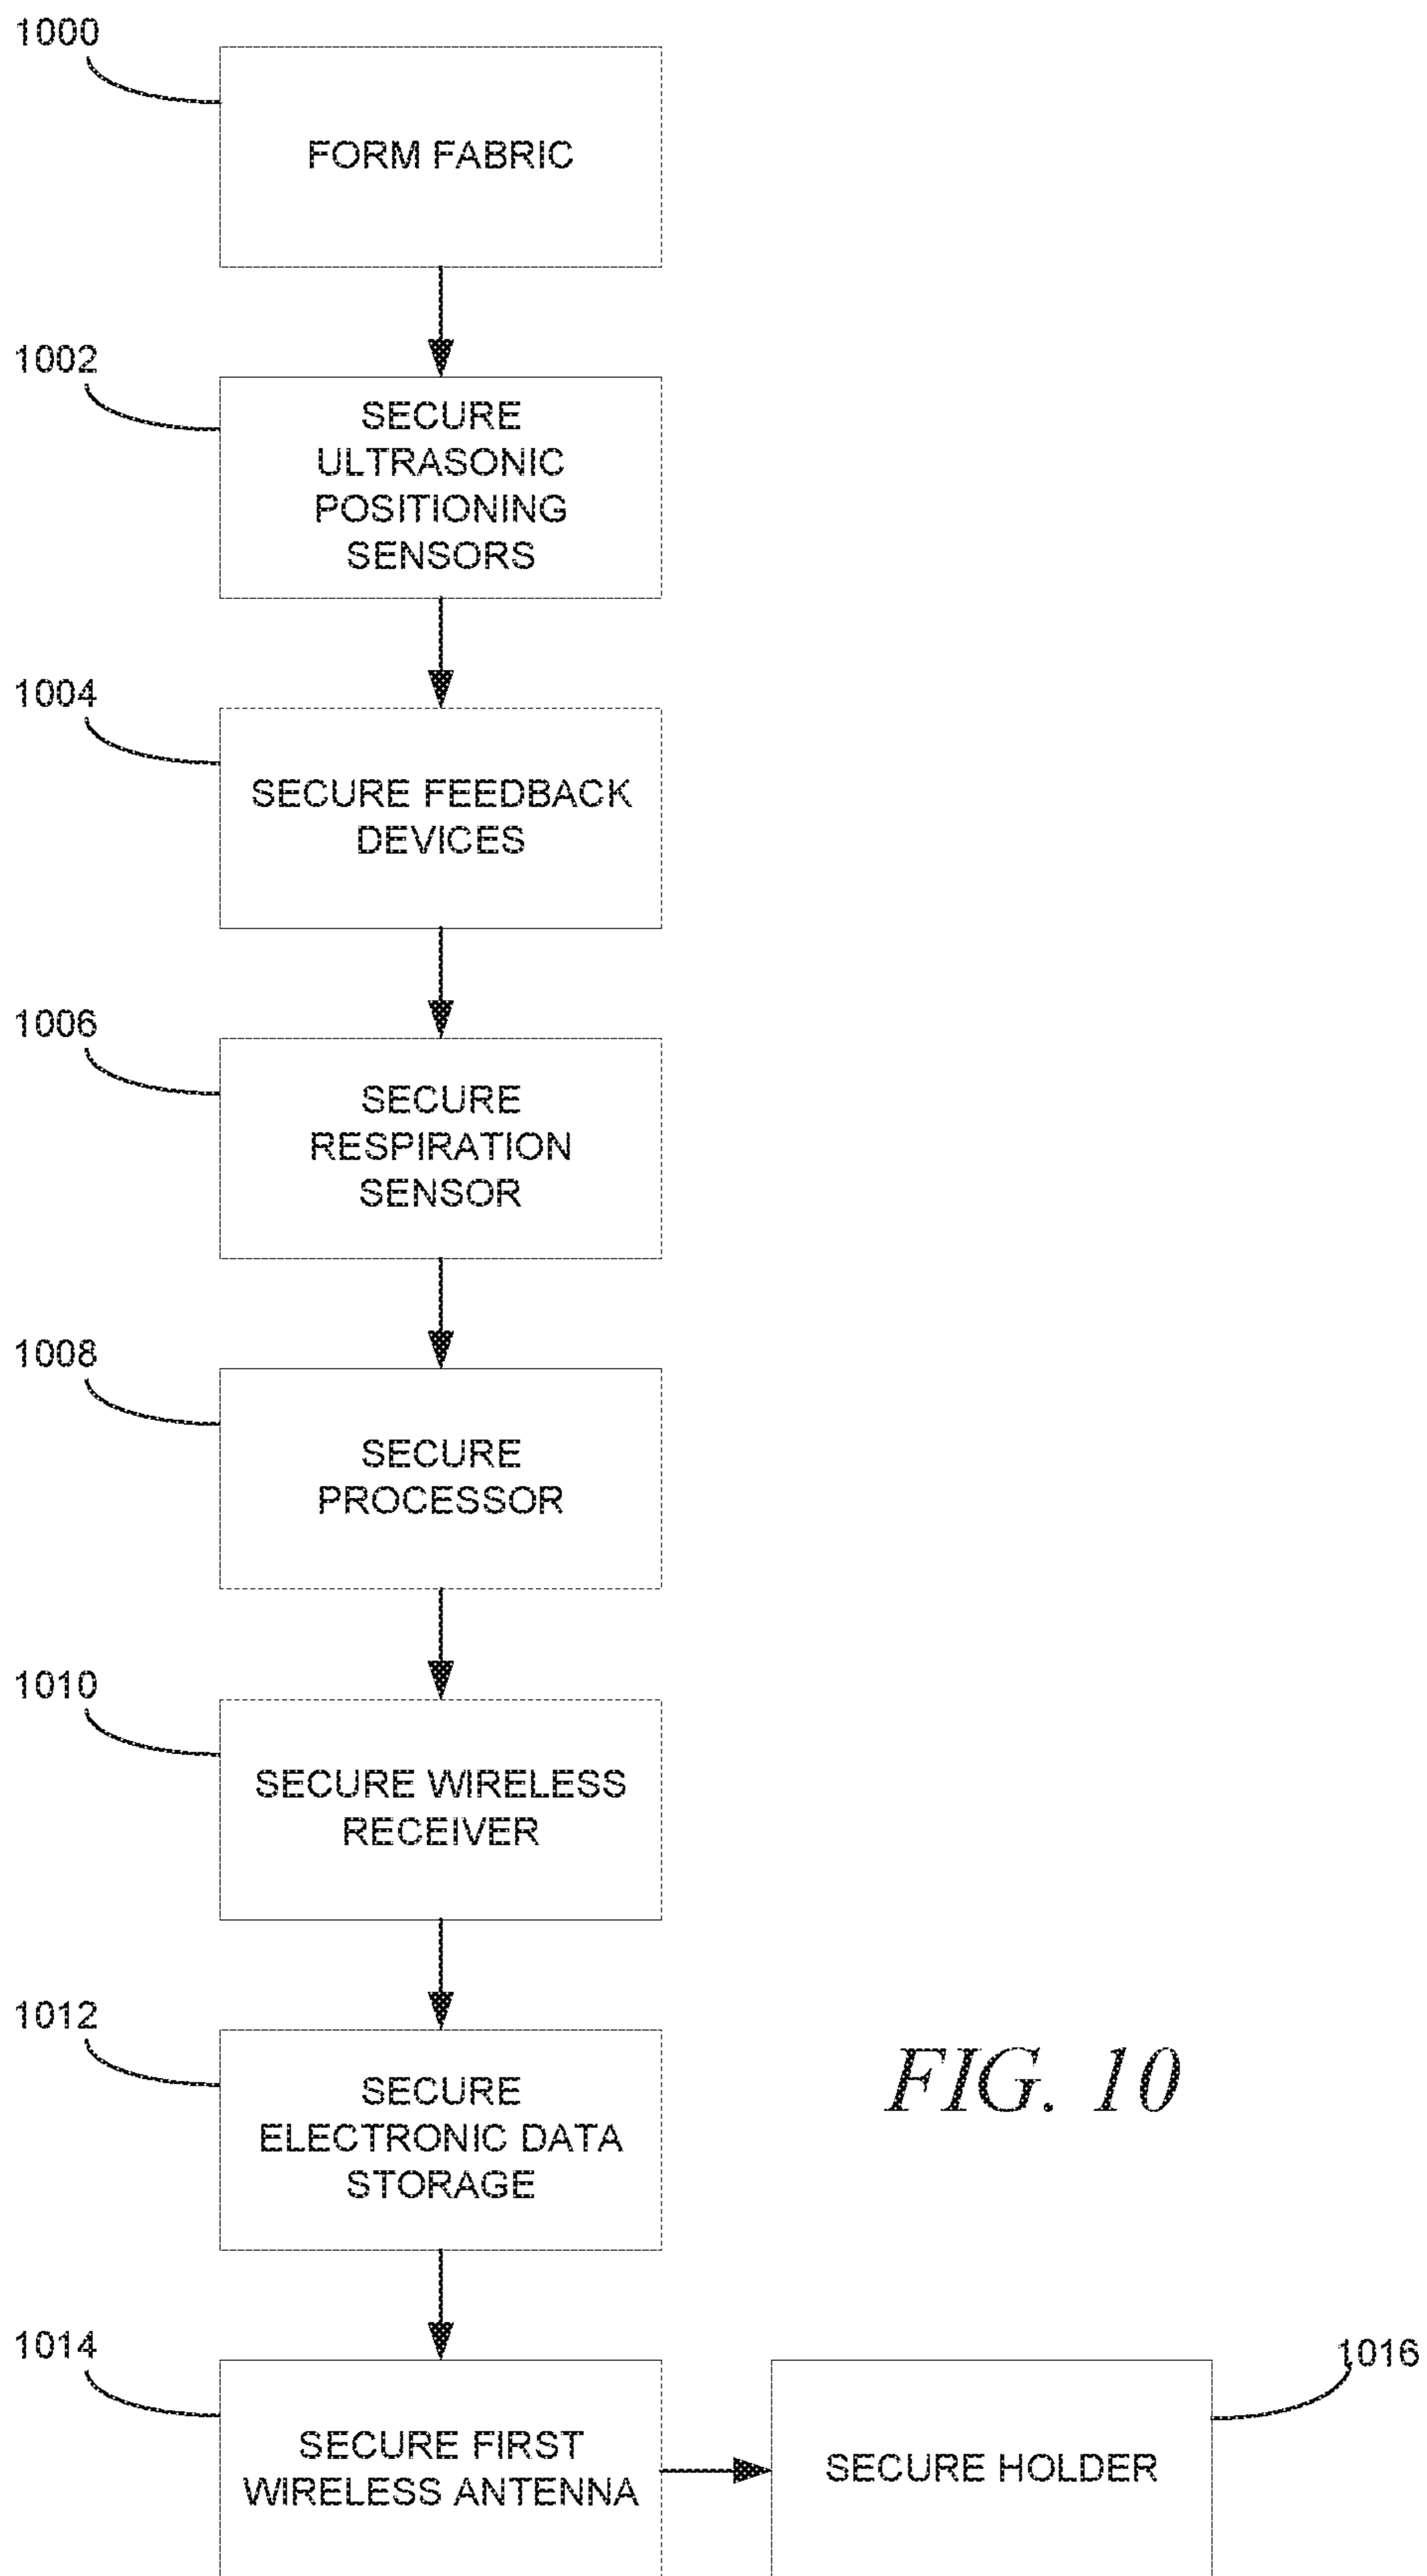 1000
FORM FABRIC
1002
SECURE
ULTRASONIC
POSITIONING
SENSORS
1004
SECURE FEEDBACK
DEVICES
1006
SECURE
RESPIRATION
SENSOR
1008
SECURE
PROCESSOR
1010
SECURE WIRELESS
RECEIVER
1012
SECURE
ELECTRONIC DATA
STORAGE
FIG. 10
1014
SECURE FIRST
WIRELESS ANTENNA
1016
SECURE HOLDER